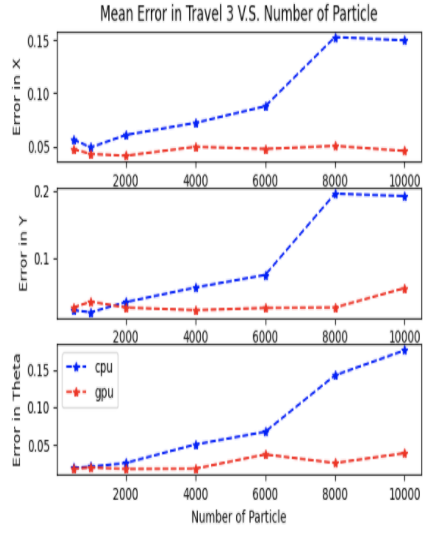 Mean Error in Travel 3 V.S. Number of Particle
Error in X
0.15
0.10
0.05
2000 4000 6000 8000 10000
Error in Y
0.2
0.1
2000 4000 6000 8000 10000
Error in Theta
0.15
0.10
0.05
cpu
gpu
2000 4000 6000 8000 10000
Number of Particle